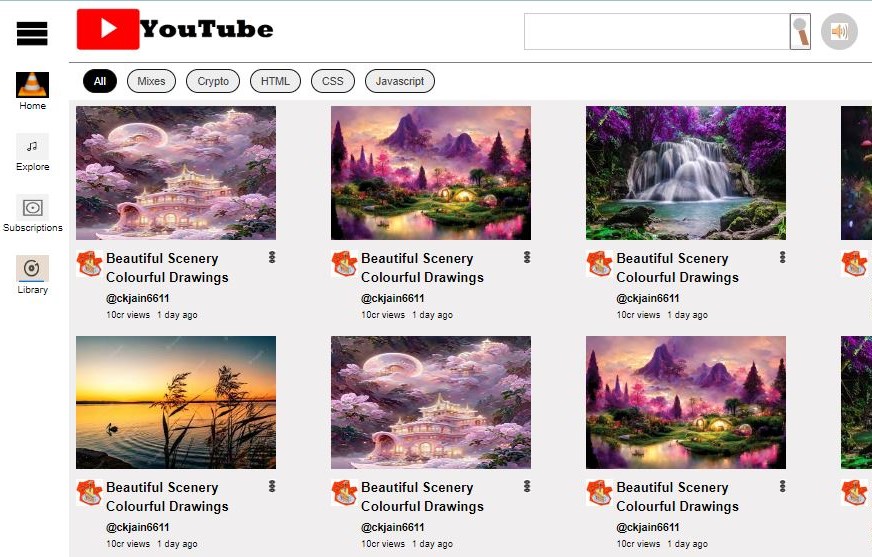 YouTube
All
Mixes
Crypto
HTML
CSS
Javascript
Home
Explore
Subscriptions
Library
Beautiful Scenery
Colourful Drawings
@ckjain6611
10cr views 1 day ago
Beautiful Scenery
Colourful Drawings
@ckjain6611
10cr views 1 day ago
Beautiful Scenery
Colourful Drawings
@ckjain6611
10cr views 1 day ago
Beautiful Scenery
Colourful Drawings
@ckjain6611
10cr views 1 day ago
Beautiful Scenery
Colourful Drawings
@ckjain6611
10cr views 1 day ago
Beautiful Scenery
Colourful Drawings
@ckjain6611
10cr views 1 day ago